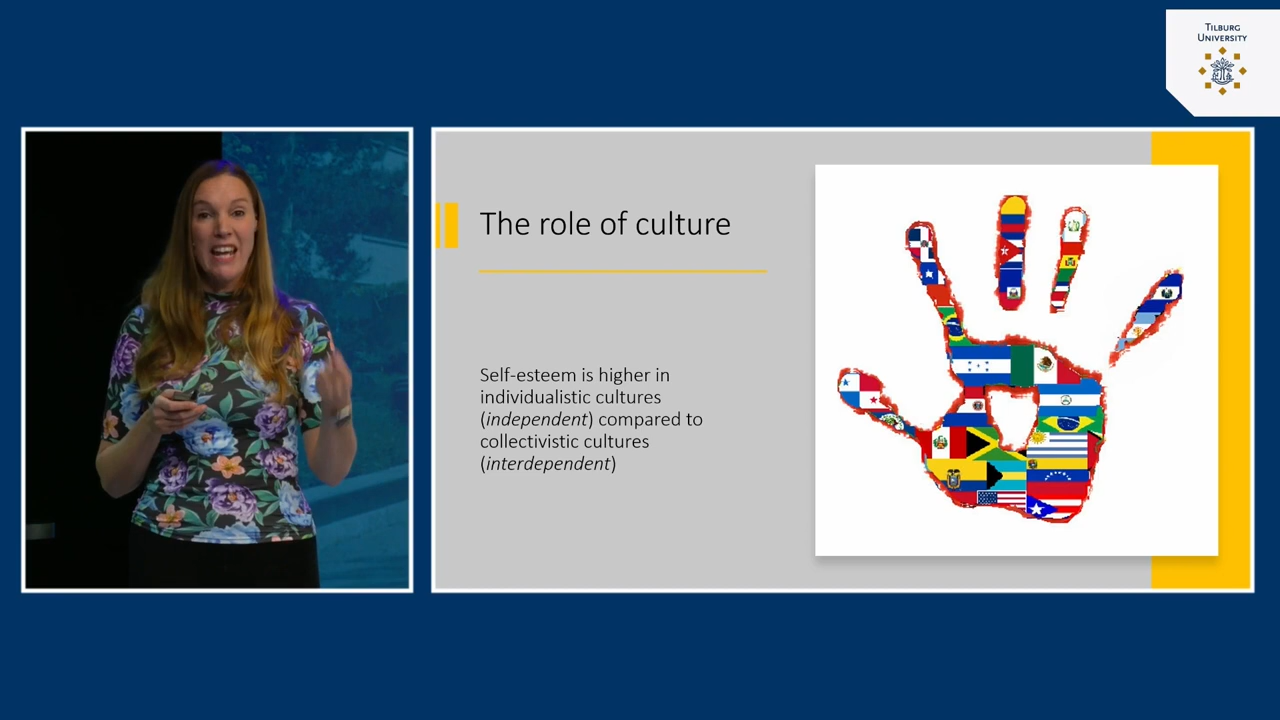 TILBURG
UNIVERSITY
The role of culture
Self-esteem is higher in
individualistic cultures
(independent) compared to
collectivistic cultures
(interdependent)